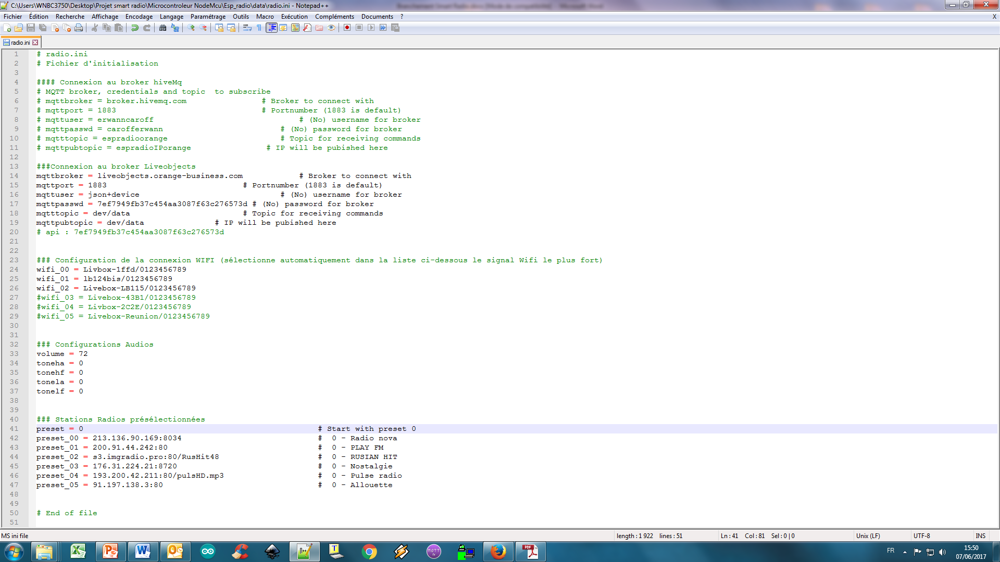 C:\Users\WNBC3750\Desktop\Projet smart radio\Microcontroleur NodeMcu\Esp_radio\data\radio.ini - Notepad++
Fichier Édition Recherche Affichage Encodage Langage Paramétrage Outils Macro Exécution Compléments Documents ? X
radio.ini
1 # radio.ini
2 # Fichier d'initialisation
3
4 #### Connexion au broker hiveMq
5 # MQTT broker, credentials and topic  to subscribe
6 # mqttbroker = broker.hivemq.com # Broker to connect with
7 # mqttport = 1883 # Portnumber (1883 is default)
8 # mqttuser = erwanncaroff # (No) username for broker
9 # mqttpasswd = carofferwann # (No) password for broker
10 # mqtttopic = espradioorange # Topic for receiving commands
11 # mqttpubtopic = espradioIPorange # IP will be pubished here
12
13 ###Connexion au broker Liveobjects
14 mqttbroker = liveobjects.orange-business.com # Broker to connect with
15 mqttport = 1883 # Portnumber (1883 is default)
16 mqttuser = json+device # (No) username for broker
17 mqttpasswd = 7ef7949fb37c454aa3087f63c276573d # (No) password for broker
18 mqtttopic = dev/data # Topic for receiving commands
19 mqttpubtopic = dev/data # IP will be pubished here
20 # api : 7ef7949fb37c454aa3087f63c276573d
21
22
23 ### Configuration de la connexion WIFI (sélectionne automatiquement dans la liste ci-dessous le signal Wifi le plus fort)
24 wifi_00 = Livbox-1ffd/0123456789
25 wifi_01 = lb124bis/0123456789
26 wifi_02 = Livebox-LB115/0123456789
27 #wifi_03 = Livebox-43B1/0123456789
28 #wifi_04 = Livbox-2C2E/0123456789
29 #wifi_05 = Livebox-Reunion/0123456789
30
31
32 ### Configurations Audios
33 volume = 72
34 toneha = 0
35 tonehf = 0
36 tonela = 0
37 tonelf = 0
38
39
40 ### Stations Radios présélectionnées
41 preset = 0 # Start with preset 0
42 preset_00 = 213.136.90.169:8034 #  0 - Radio nova
43 preset_01 = 200.91.44.242:80 #  0 - PLAY FM
44 preset_02 = s3.imgradio.pro:80/RusHit48 #  0 - RUSIAN HIT
45 preset_03 = 176.31.224.21:8720 #  0 - Nostalgie
46 preset_04 = 193.200.42.211:80/pulsHD.mp3 #  0 - Pulse radio
47 preset_05 = 91.197.138.3:80 #  0 - Allouette
48
49
50 # End of file
51
MS ini file length : 1 922 lines : 51 Ln : 41 Col : 81 Sel : 0 | 0 Unix (LF) UTF-8 INS
FR 15:50
07/06/2017